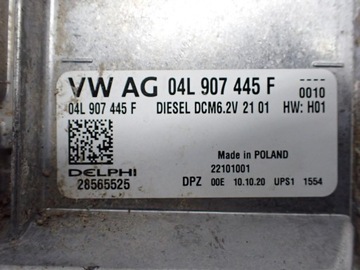 VW AG 04L 907 445 F
0010
04L 907 445 F DIESEL DCM6.2V 21 01 HW: H01
Made in POLAND
DELPHI 22101001
28565525 DPZ 00E 10.10.20 UPS1 1554